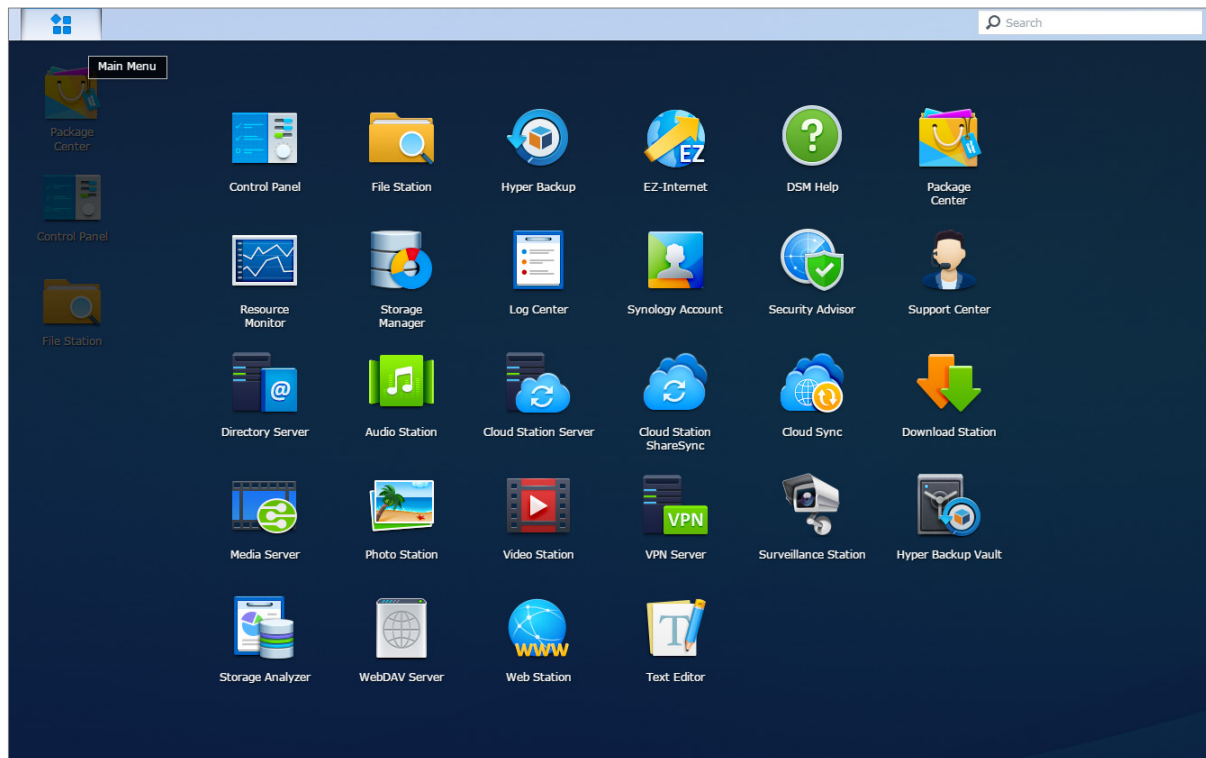 Search
Main Menu
Package
Center
Control Panel
File Station
Control Panel
File Station
Hyper Backup
EZ
EZ-Internet
?
DSM Help
Package
Center
Resource
Monitor
Storage
Manager
Log Center
Synology Account
Security Advisor
Support Center
@
Directory Server
Audio Station
Cloud Station Server
Cloud Station
ShareSync
Cloud Sync
Download Station
Media Server
Photo Station
Video Station
VPN
VPN Server
Surveillance Station
Hyper Backup Vault
Storage Analyzer
WebDAV Server
www
Web Station
T
Text Editor